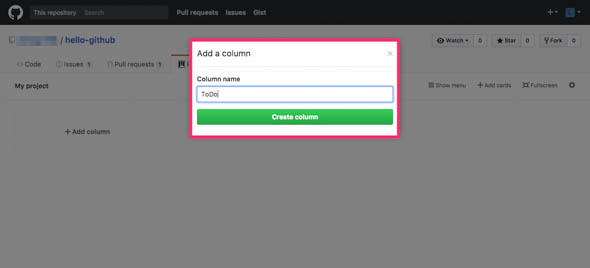 This repository Search Pull requests Issues Gist
/ hello-github Watch 0 Star 0 Fork 0
Code Issues 1 Pull requests 1
My project Show menu + Add cards Fullscreen
Add a column ×
Column name
ToDo
Create column
+ Add column